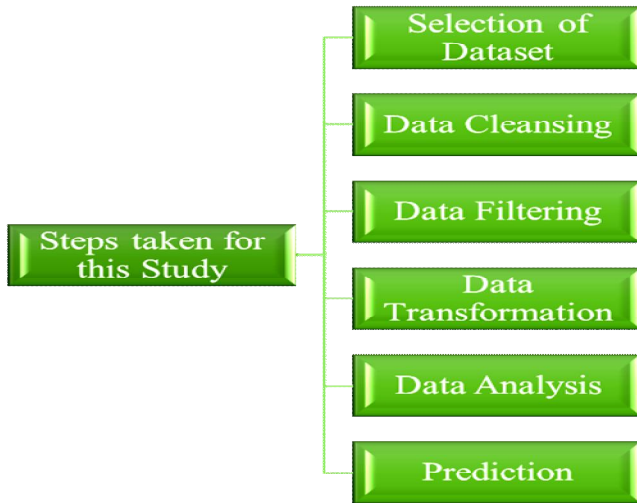 Selection of
Dataset
Data Cleansing
Data Filtering
Steps taken for
this Study
Data
Transformation
Data Analysis
Prediction